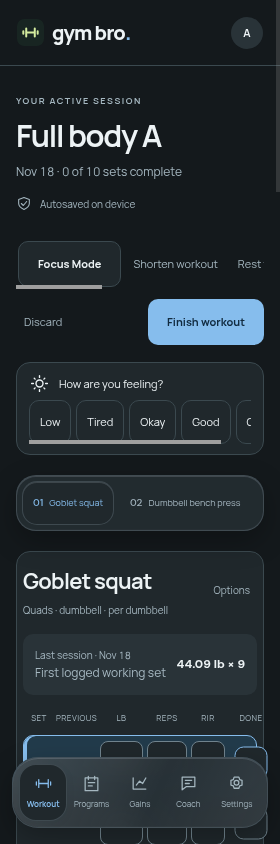 gym bro.
A
YOUR ACTIVE SESSION
Full body A
Nov 18 · 0 of 10 sets complete
Autosaved on device
Focus Mode Shorten workout Rest
Discard Finish workout
How are you feeling?
Low Tired Okay Good
01 Goblet squat 02 Dumbbell bench press
Goblet squat
Options
Quads · dumbbell · per dumbbell
Last session · Nov 18
First logged working set 44.09 lb × 9
SET PREVIOUS LB REPS RIR DONE
Workout Programs Gains Coach Settings